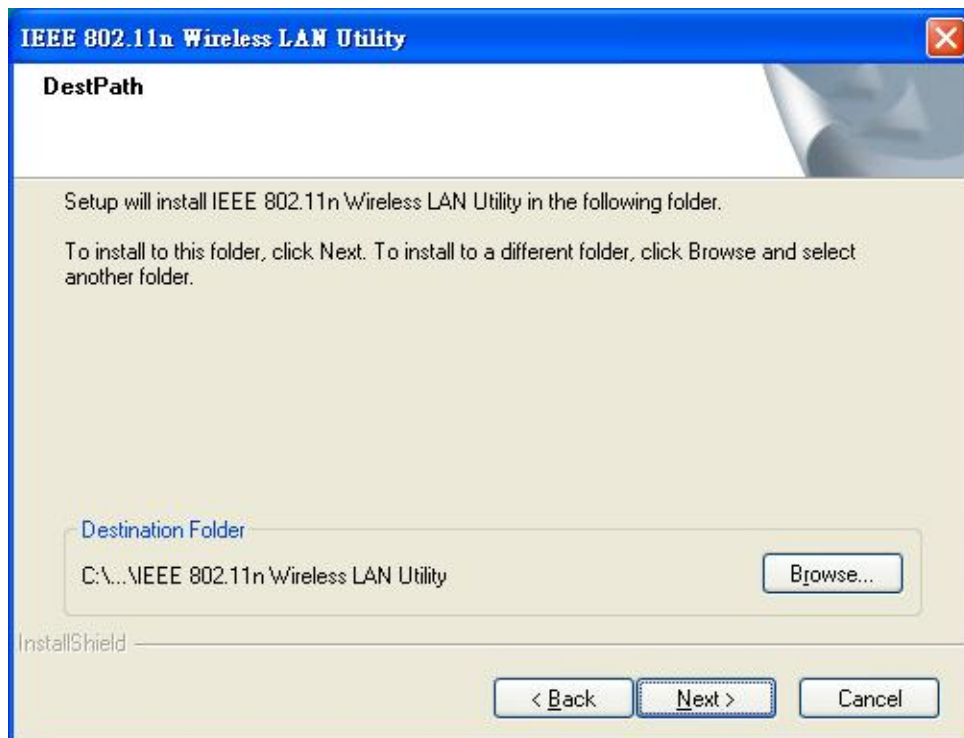 IEEE 802.11n Wireless LAN Utility
DestPath
Setup will install IEEE 802.11n Wireless LAN Utility in the following folder.
To install to this folder, click Next. To install to a different folder, click Browse and select
another folder.
Destination Folder
C:\...\IEEE 802.11n Wireless LAN Utility
Browse...
InstallShield
< Back
Next >
Cancel